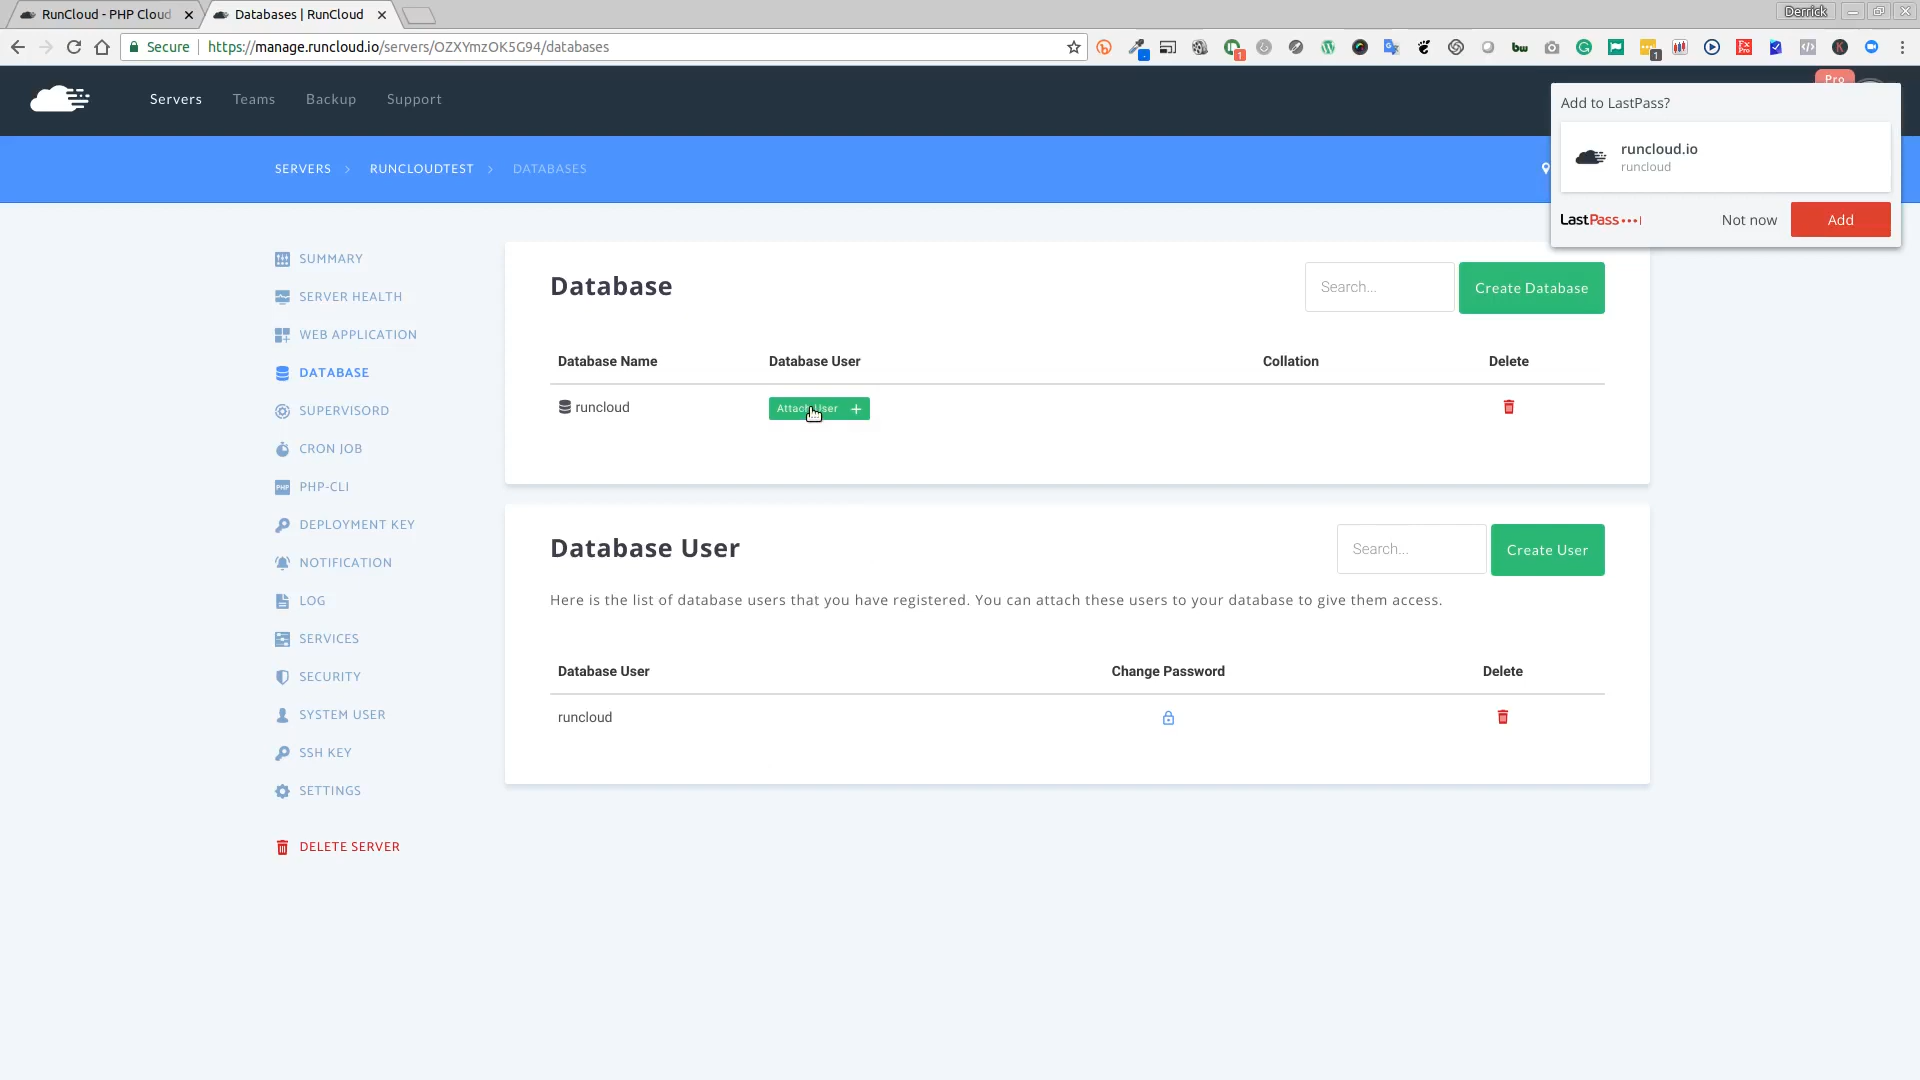 RunCloud - PHP Cloud
Databases | RunCloud
Derrick
Secure
https://manage.runcloud.io/servers/OZXYmzOK5G94/databases
Servers
Teams
Backup
Support
Pro
Add to LastPass?
runcloud.io
runcloud
LastPass
Not now
Add
SERVERS
RUNCLOUDTEST
DATABASES
SUMMARY
SERVER HEALTH
WEB APPLICATION
DATABASE
SUPERVISORD
CRON JOB
PHP-CLI
DEPLOYMENT KEY
NOTIFICATION
LOG
SERVICES
SECURITY
SYSTEM USER
SSH KEY
SETTINGS
DELETE SERVER
Database
Search...
Create Database
Database Name
Database User
Collation
Delete
runcloud
Attach User +
Database User
Search...
Create User
Here is the list of database users that you have registered. You can attach these users to your database to give them access.
Database User
Change Password
Delete
runcloud